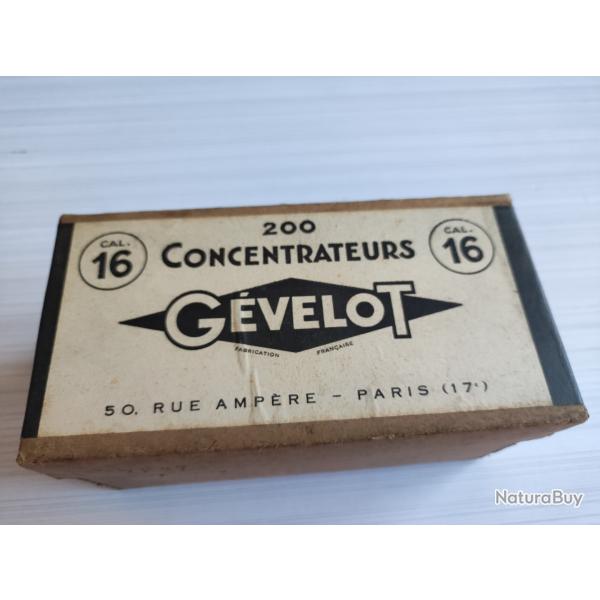 200
CAL. 16 CONCENTRATEURS CAL. 16
GÉVELOT
FABRICATION FRANÇAISE
50, RUE AMPÈRE - PARIS (17ᵉ)
NaturaBuy